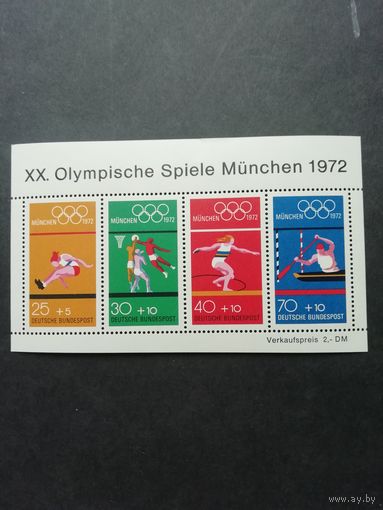 XX. Olympische Spiele München 1972
MÜNCHEN 1972
25 +5
DEUTSCHE BUNDESPOST
MÜNCHEN 1972
30 +10
DEUTSCHE BUNDESPOST
MÜNCHEN 1972
40 +10
DEUTSCHE BUNDESPOST
MÜNCHEN 1972
70 +10
DEUTSCHE BUNDESPOST
Verkaufspreis 2,- DM
www.ay.by